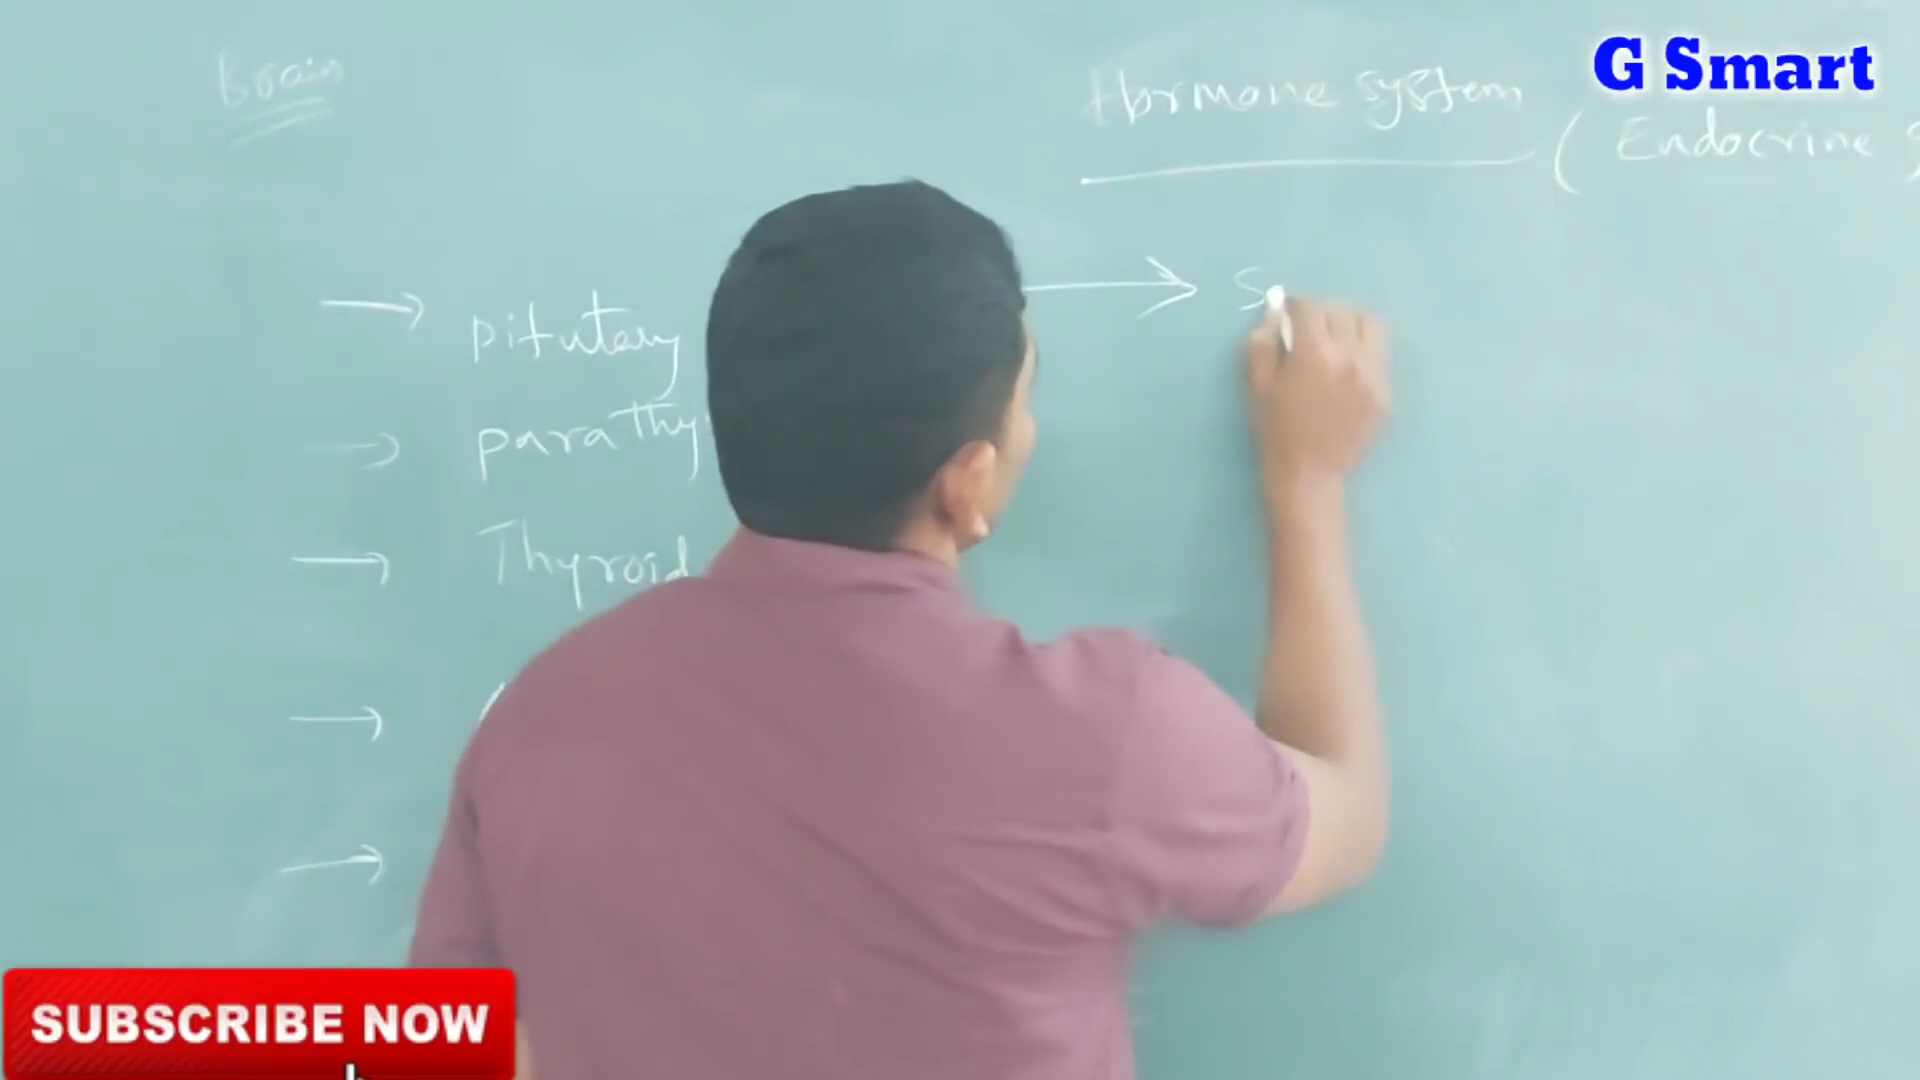 Brain
G Smart
Hormone system
( Endocrine S
→ pitutary → S
→ parathy
→ Thyroid
→ (
→
SUBSCRIBE NOW